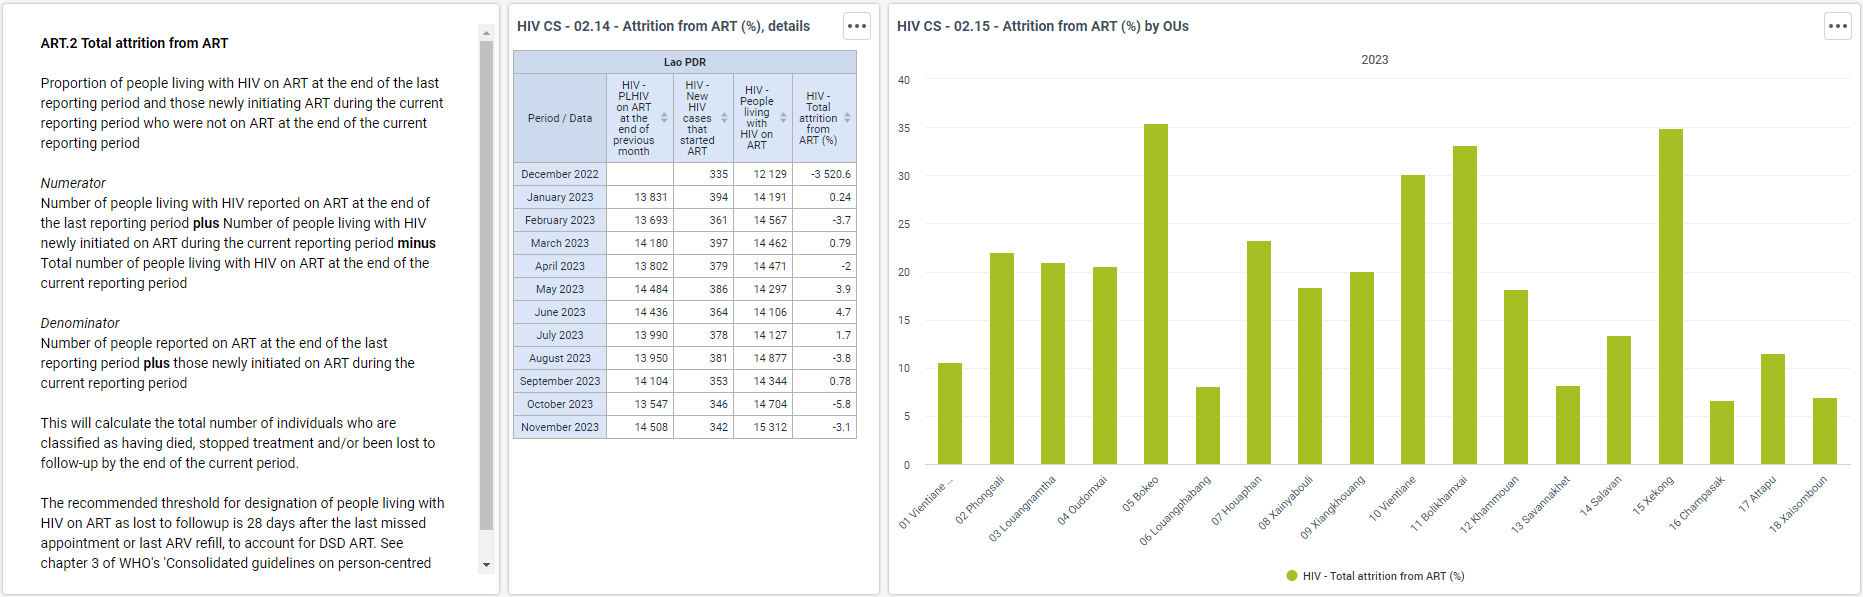 ART.2 Total attrition from ART
Proportion of people living with HIV on ART at the end of the last
reporting period and those newly initiating ART during the current
reporting period who were not on ART at the end of the current
reporting period
Numerator
Number of people living with HIV reported on ART at the end of
the last reporting period plus Number of people living with HIV
newly initiated on ART during the current reporting period minus
Total number of people living with HIV on ART at the end of the
current reporting period
Denominator
Number of people reported on ART at the end of the last
reporting period plus those newly initiated on ART during the
current reporting period
This will calculate the total number of individuals who are
classified as having died, stopped treatment and/or been lost to
follow-up by the end of the current period.
The recommended threshold for designation of people living with
HIV on ART as lost to followup is 28 days after the last missed
appointment or last ARV refill, to account for DSD ART. See
chapter 3 of WHO's 'Consolidated guidelines on person-centred
HIV CS - 02.14 - Attrition from ART (%), details
Lao PDR
Period / Data
HIV -
PLHIV
on ART
at the
end of
previous
month
HIV -
New
HIV
cases
that
started
ART
HIV -
People
living
with
HIV on
ART
HIV -
Total
attrition
from
ART (%)
December 2022 335 12 129 -3 520.6
January 2023 13 831 394 14 191 0.24
February 2023 13 693 361 14 567 -3.7
March 2023 14 180 397 14 462 0.79
April 2023 13 802 379 14 471 -2
May 2023 14 484 386 14 297 3.9
June 2023 14 436 364 14 106 4.7
July 2023 13 990 378 14 127 1.7
August 2023 13 950 381 14 877 -3.8
September 2023 14 104 353 14 344 0.78
October 2023 13 547 346 14 704 -5.8
November 2023 14 508 342 15 312 -3.1
HIV CS - 02.15 - Attrition from ART (%) by OUs
2023
40
35
30
25
20
15
10
5
0
01 Vientiane ...
02 Phongsali
03 Louangnamtha
04 Oudomxai
05 Bokeo
06 Louangphabang
07 Houaphan
08 Xainyabouli
09 Xiangkhouang
10 Vientiane
11 Bolikhamxai
12 Khammouan
13 Savannakhet
14 Salavan
15 Xekong
16 Champasak
17 Attapu
18 Xaisomboun
HIV - Total attrition from ART (%)